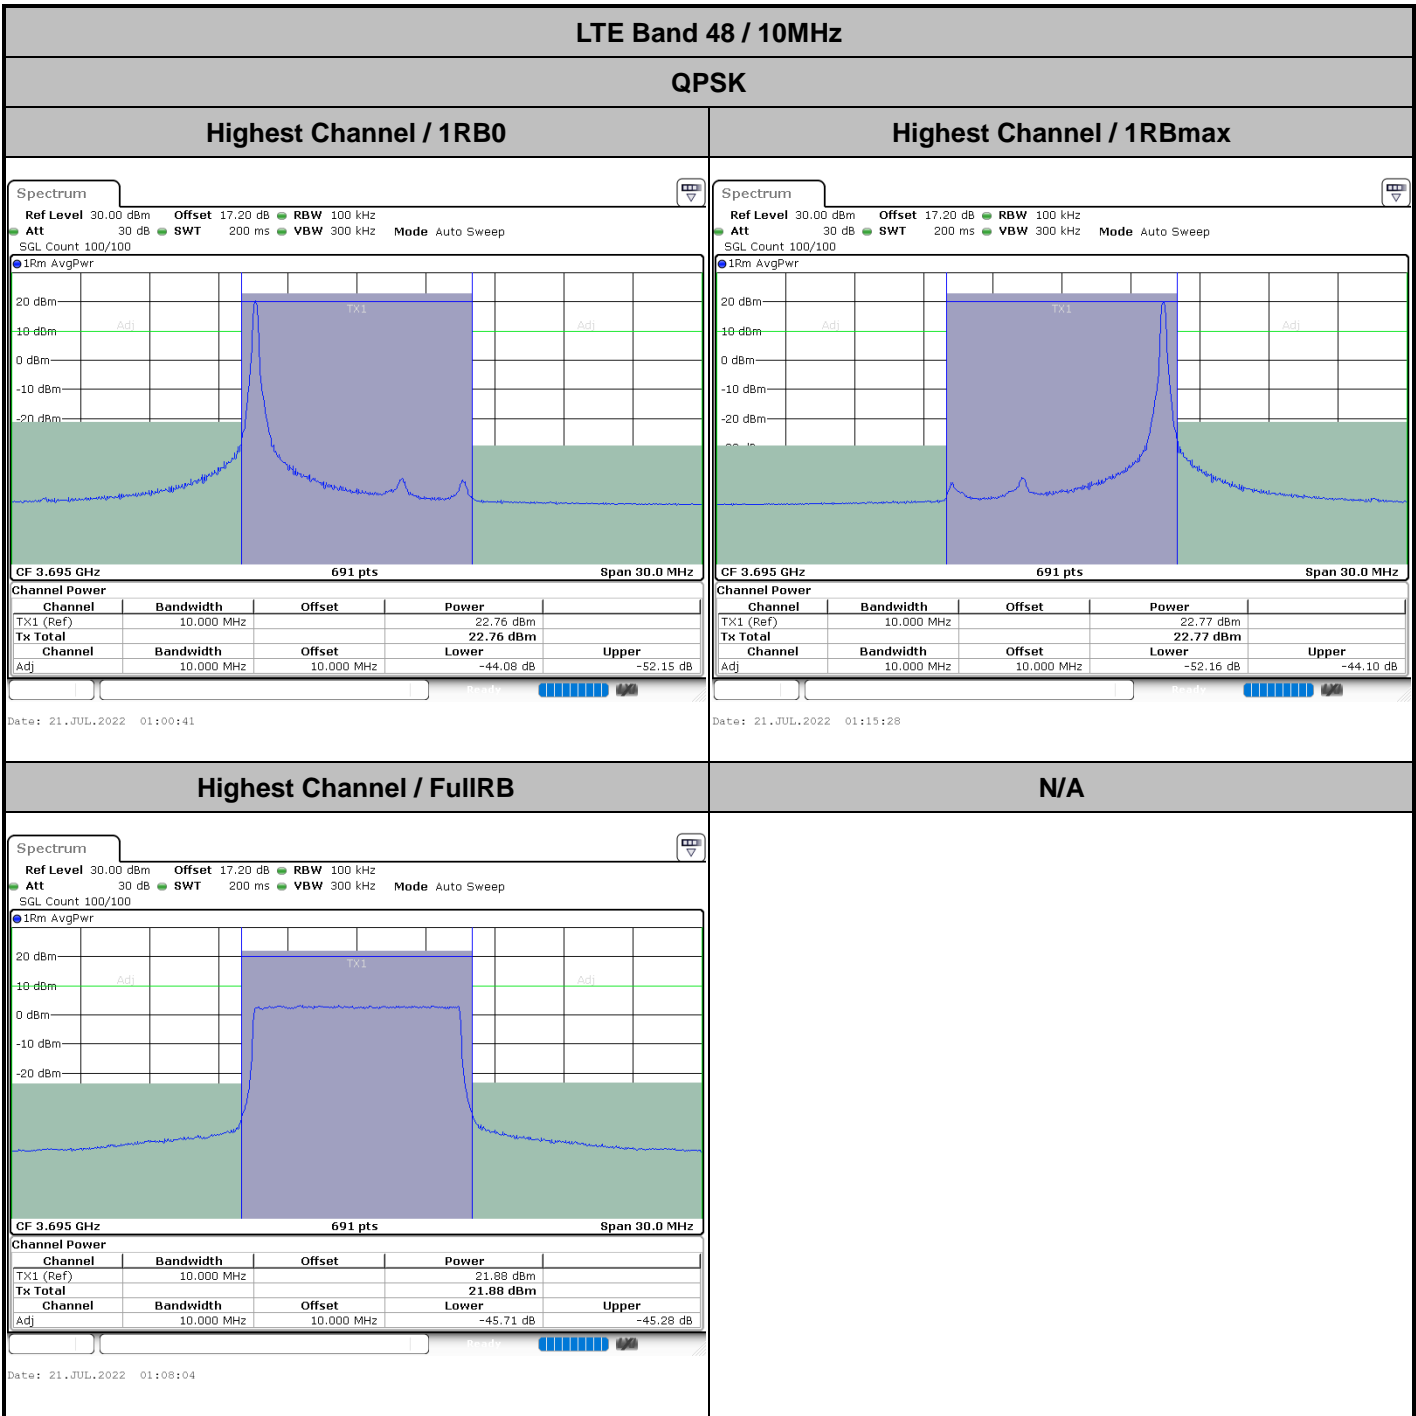 LTE Band 48 / 10MHz
QPSK
Highest Channel / 1RB0
Highest Channel / 1RBmax
Spectrum
Ref Level 30.00 dBm Offset 17.20 dB RBW 100 kHz
Att 30 dB SWT 200 ms VBW 300 kHz Mode Auto Sweep
SGL Count 100/100
1Rm AvgPwr
TX1
20 dBm
Adj
Adj
10 dBm
0 dBm
-10 dBm
-20 dBm
CF 3.695 GHz 691 pts Span 30.0 MHz
Channel Power
Channel Bandwidth Offset Power
TX1 (Ref) 10.000 MHz 22.76 dBm
Tx Total 22.76 dBm
Channel Bandwidth Offset Lower Upper
Adj 10.000 MHz 10.000 MHz -44.08 dB -52.15 dB
Ready
Date: 21.JUL.2022 01:00:41
Spectrum
Ref Level 30.00 dBm Offset 17.20 dB RBW 100 kHz
Att 30 dB SWT 200 ms VBW 300 kHz Mode Auto Sweep
SGL Count 100/100
1Rm AvgPwr
TX1
20 dBm
Adj
Adj
10 dBm
0 dBm
-10 dBm
-20 dBm
CF 3.695 GHz 691 pts Span 30.0 MHz
Channel Power
Channel Bandwidth Offset Power
TX1 (Ref) 10.000 MHz 22.77 dBm
Tx Total 22.77 dBm
Channel Bandwidth Offset Lower Upper
Adj 10.000 MHz 10.000 MHz -52.16 dB -44.10 dB
Ready
Date: 21.JUL.2022 01:15:28
Highest Channel / FullRB
N/A
Spectrum
Ref Level 30.00 dBm Offset 17.20 dB RBW 100 kHz
Att 30 dB SWT 200 ms VBW 300 kHz Mode Auto Sweep
SGL Count 100/100
1Rm AvgPwr
TX1
20 dBm
Adj
Adj
10 dBm
0 dBm
-10 dBm
-20 dBm
CF 3.695 GHz 691 pts Span 30.0 MHz
Channel Power
Channel Bandwidth Offset Power
TX1 (Ref) 10.000 MHz 21.88 dBm
Tx Total 21.88 dBm
Channel Bandwidth Offset Lower Upper
Adj 10.000 MHz 10.000 MHz -45.71 dB -45.28 dB
Ready
Date: 21.JUL.2022 01:08:04